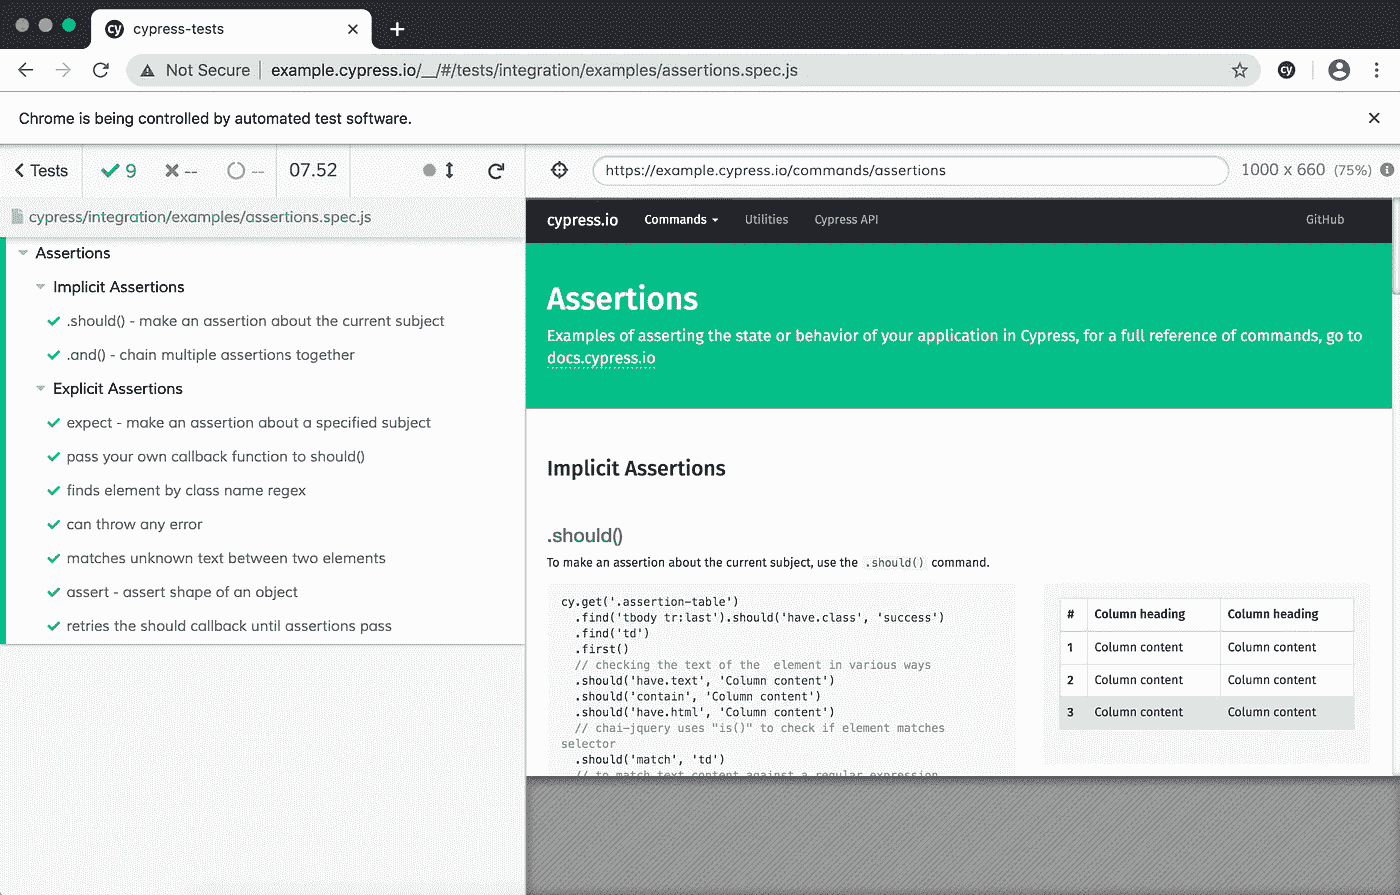 cy cypress-tests
Not Secure example.cypress.io/__/#/tests/integration/examples/assertions.spec.js cy
Chrome is being controlled by automated test software.
Tests 9 -- -- 07.52
https://example.cypress.io/commands/assertions 1000 x 660 (75%)
cypress/integration/examples/assertions.spec.js
Assertions
Implicit Assertions
.should() - make an assertion about the current subject
.and() - chain multiple assertions together
Explicit Assertions
expect - make an assertion about a specified subject
pass your own callback function to should()
finds element by class name regex
can throw any error
matches unknown text between two elements
assert - assert shape of an object
retries the should callback until assertions pass
cypress.io Commands Utilities Cypress API GitHub
Assertions
Examples of asserting the state or behavior of your application in Cypress, for a full reference of commands, go to
docs.cypress.io
Implicit Assertions
.should()
To make an assertion about the current subject, use the .should() command.
cy.get('.assertion-table')
.find('tbody tr:last').should('have.class', 'success')
.find('td')
.first()
// checking the text of the  element in various ways
.should('have.text', 'Column content')
.should('contain', 'Column content')
.should('have.html', 'Column content')
// chai-jquery uses "is()" to check if element matches
selector
.should('match', 'td')
// to match text content against a regular expression
# Column heading Column heading
1 Column content Column content
2 Column content Column content
3 Column content Column content